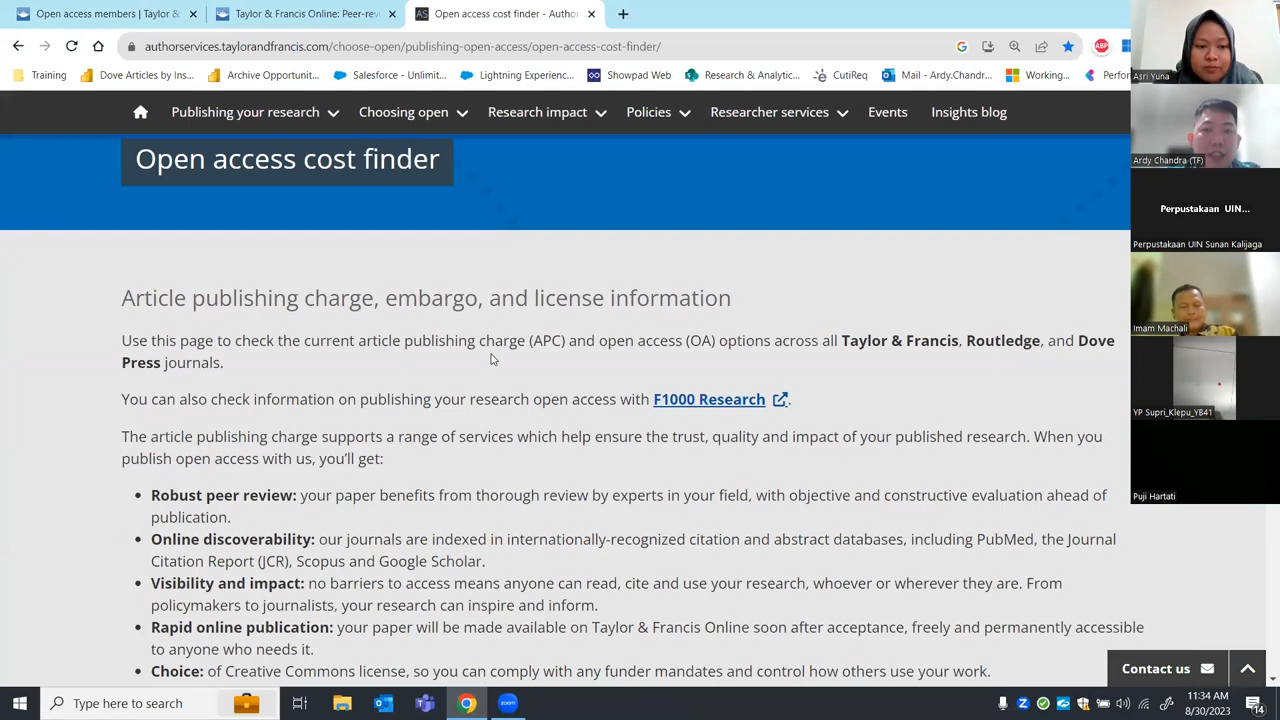 Open access members | Taylor &
Taylor & Francis Online: Peer-rev
Open access cost finder - Author
authorservices.taylorandfrancis.com/choose-open/publishing-open-access/open-access-cost-finder/
Training
Dove Articles by Ins...
Archive Opportunit...
Salesforce - Unlimit...
Lightning Experienc...
Showpad Web
Research & Analytic...
CutiReq
Mail - Ardy.Chandr...
Working...
Perfor
Publishing your research
Choosing open
Research impact
Policies
Researcher services
Events
Insights blog
Open access cost finder
Article publishing charge, embargo, and license information
Use this page to check the current article publishing charge (APC) and open access (OA) options across all Taylor & Francis, Routledge, and Dove
Press journals.
You can also check information on publishing your research open access with F1000 Research.
The article publishing charge supports a range of services which help ensure the trust, quality and impact of your published research. When you
publish open access with us, you’ll get:
• Robust peer review: your paper benefits from thorough review by experts in your field, with objective and constructive evaluation ahead of
publication.
• Online discoverability: our journals are indexed in internationally-recognized citation and abstract databases, including PubMed, the Journal
Citation Report (JCR), Scopus and Google Scholar.
• Visibility and impact: no barriers to access means anyone can read, cite and use your research, whoever or wherever they are. From
policymakers to journalists, your research can inspire and inform.
• Rapid online publication: your paper will be made available on Taylor & Francis Online soon after acceptance, freely and permanently accessible
to anyone who needs it.
• Choice: of Creative Commons license, so you can comply with any funder mandates and control how others use your work.
Contact us
Asri Yuna
Ardy Chandra (TF)
Perpustakaan UIN...
Perpustakaan UIN Sunan Kalijaga
Imam Machali
YP Supri_Klepu_YB41
Puji Hartati
Type here to search
zoom
11:34 AM
8/30/2023
14
ABP
AS